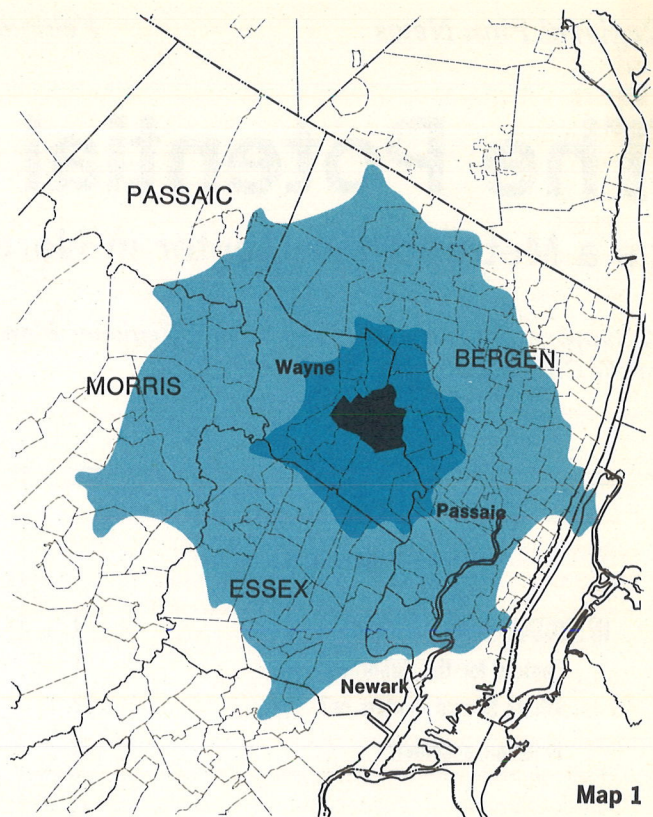 PASSAIC
Wayne
BERGEN
MORRIS
Passaic
ESSEX
Newark
Map 1